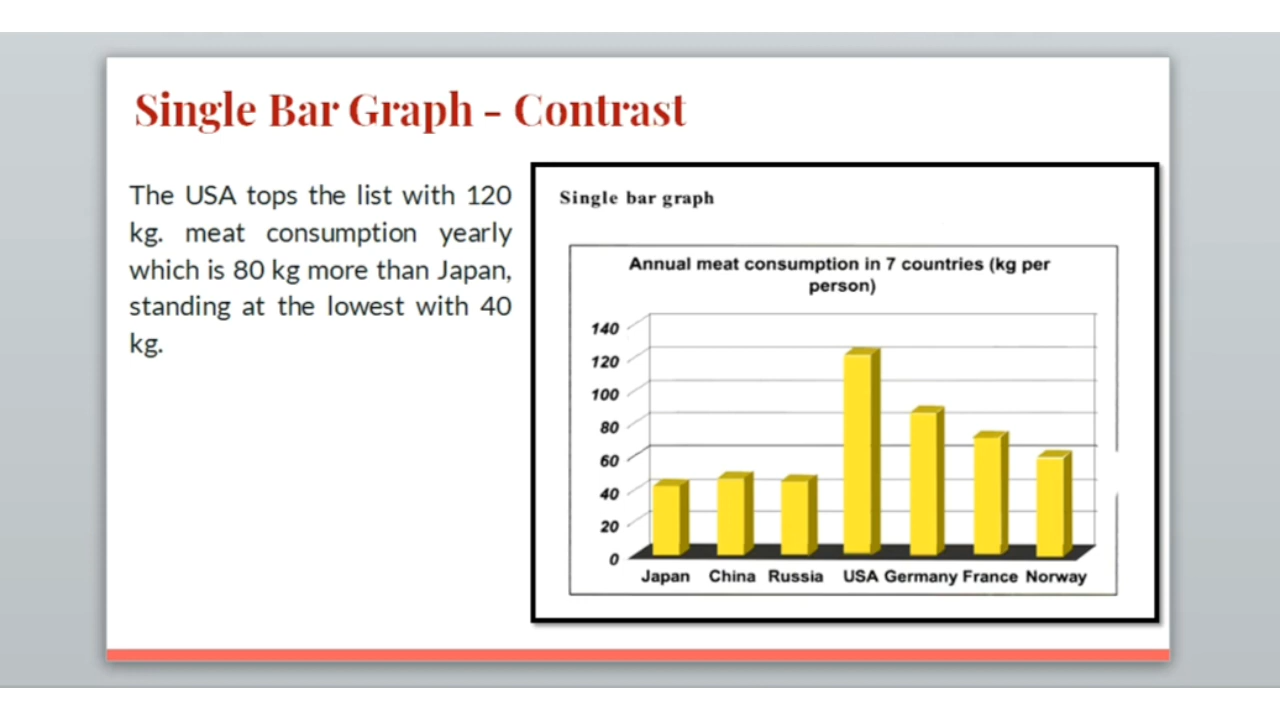 Single Bar Graph - Contrast
The USA tops the list with 120
kg. meat consumption yearly
which is 80 kg more than Japan,
standing at the lowest with 40
kg.
Single bar graph
Annual meat consumption in 7 countries (kg per
person)
140
120
100
80
60
40
20
0
Japan China Russia USA Germany France Norway